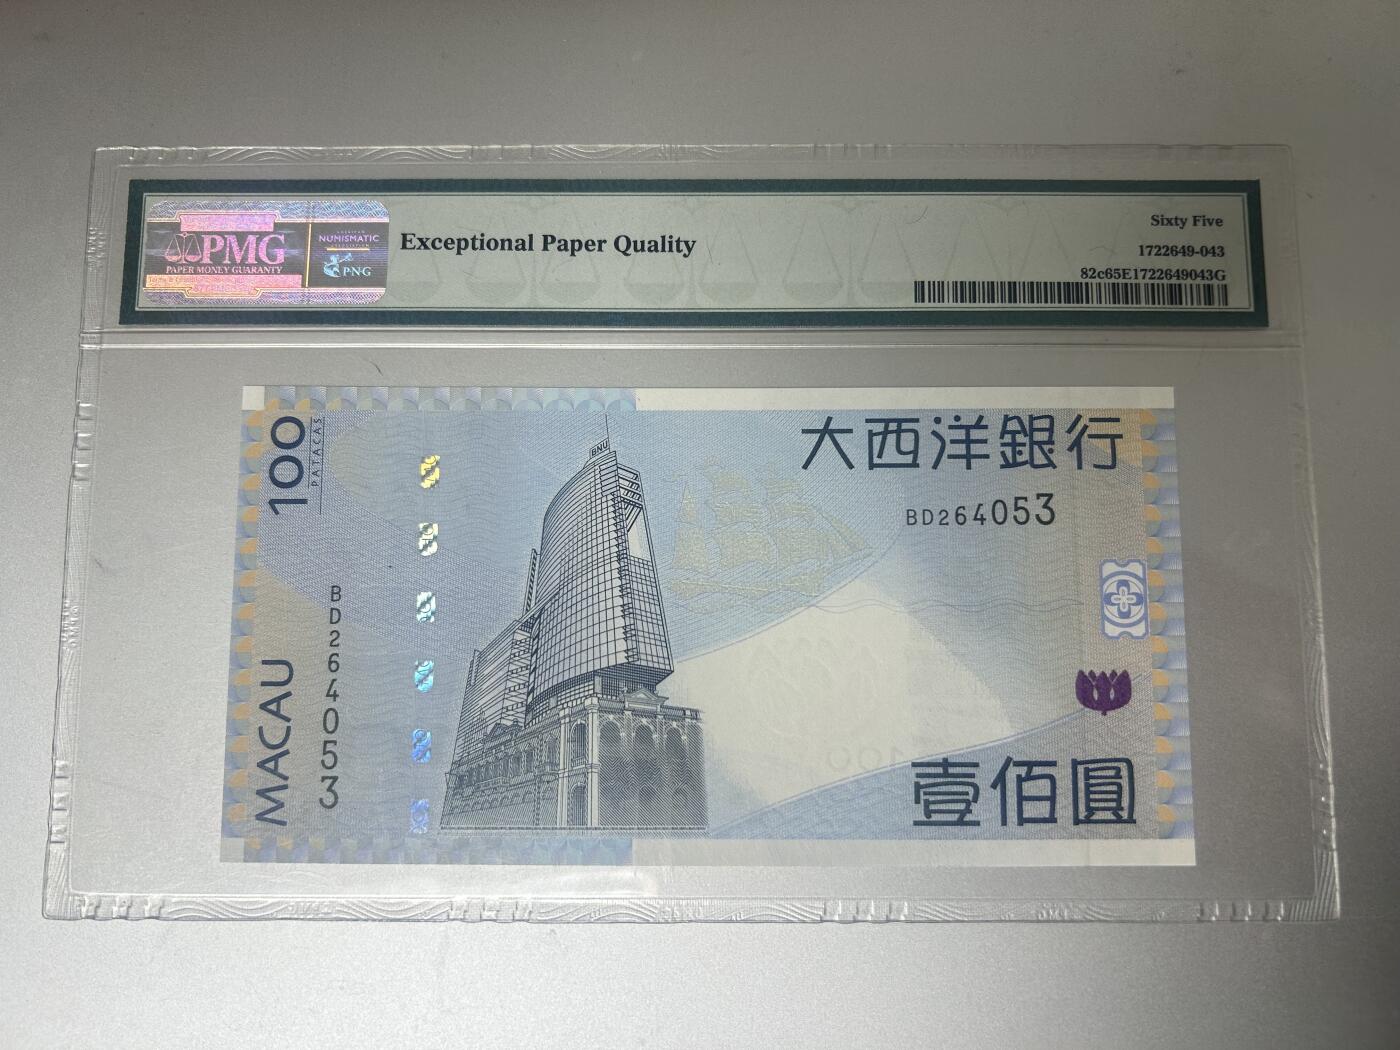 PMG
PAPER MONEY GUARANTY
NUMISMATIC
PNG
Exceptional Paper Quality
Sixty Five
1722649-043
82c65E1722649043G
100
PATACAS
BNU
大西洋銀行
BD264053
BD264053
MACAU
100
壹佰圓